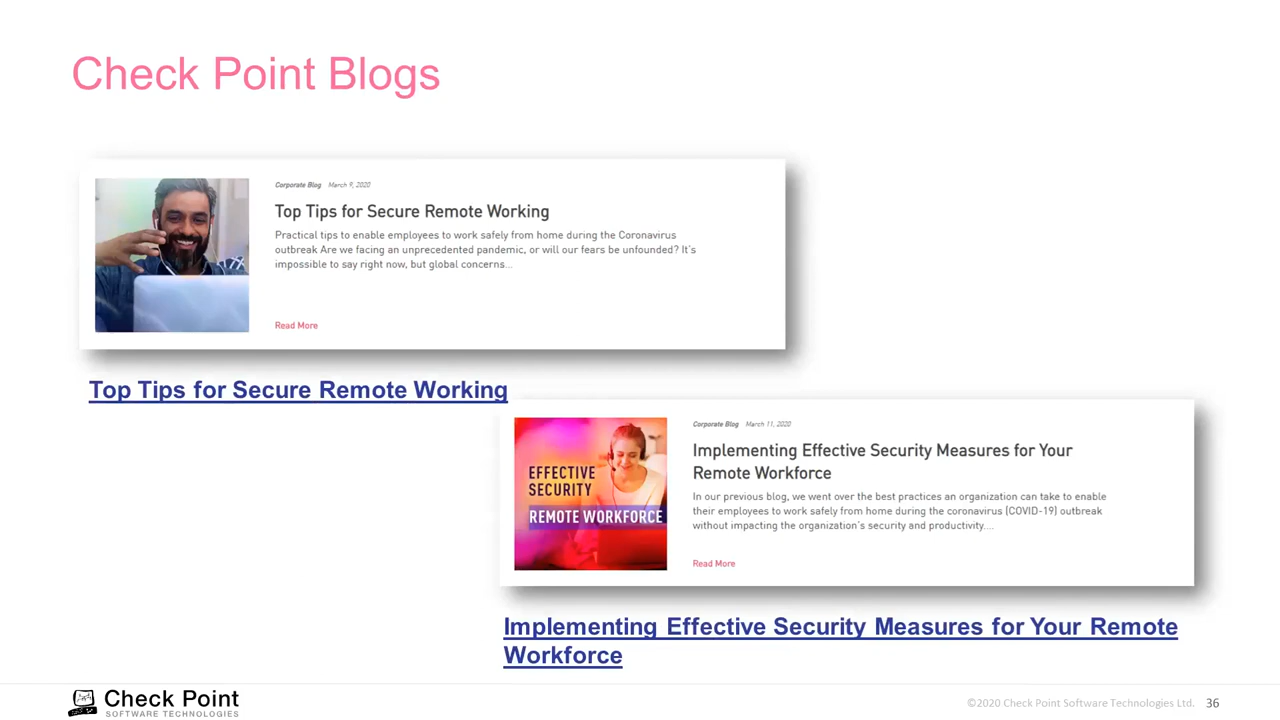 Check Point Blogs
Corporate Blog March 9, 2020
Top Tips for Secure Remote Working
Practical tips to enable employees to work safely from home during the Coronavirus
outbreak Are we facing an unprecedented pandemic, or will our fears be unfounded? It's
impossible to say right now, but global concerns...
Read More
Top Tips for Secure Remote Working
Corporate Blog March 11, 2020
EFFECTIVE
SECURITY
REMOTE WORKFORCE
Implementing Effective Security Measures for Your
Remote Workforce
In our previous blog, we went over the best practices an organization can take to enable
their employees to work safely from home during the coronavirus (COVID-19) outbreak
without impacting the organization's security and productivity....
Read More
Implementing Effective Security Measures for Your Remote
Workforce
Check Point
SOFTWARE TECHNOLOGIES
©2020 Check Point Software Technologies Ltd. 36